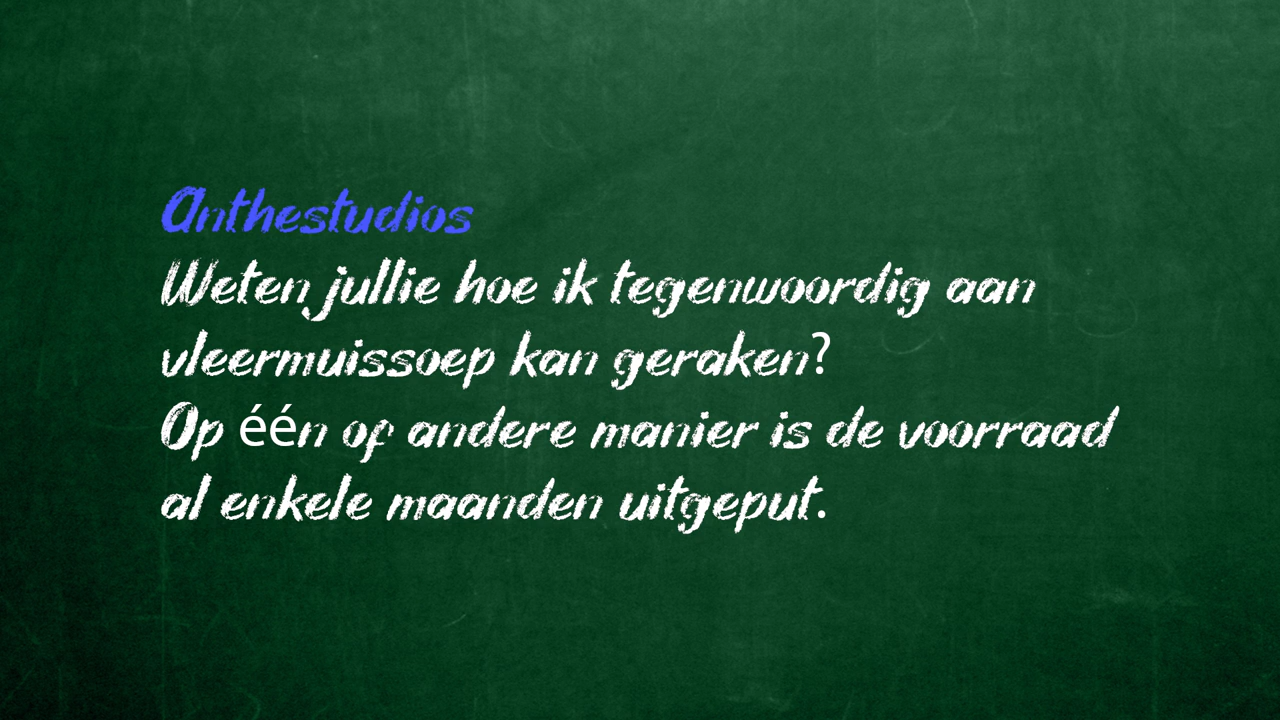 Anthestudios
Weten jullie hoe ik tegenwoordig aan
vleermuissoep kan geraken?
Op één of andere manier is de voorraad
al enkele maanden uitgeput.